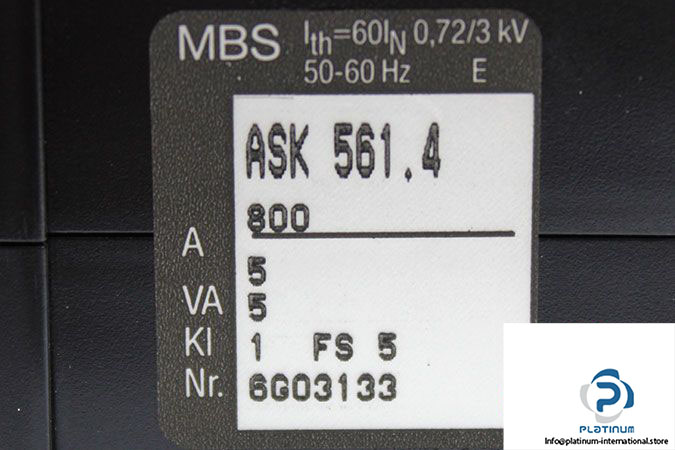 MBS Ith=60IN 0,72/3 kV
50-60 Hz E
ASK 561.4
800
A
5
VA 5
Kl 1 FS 5
Nr. 6G03133
PLATINUM
Info@platinum-international.store